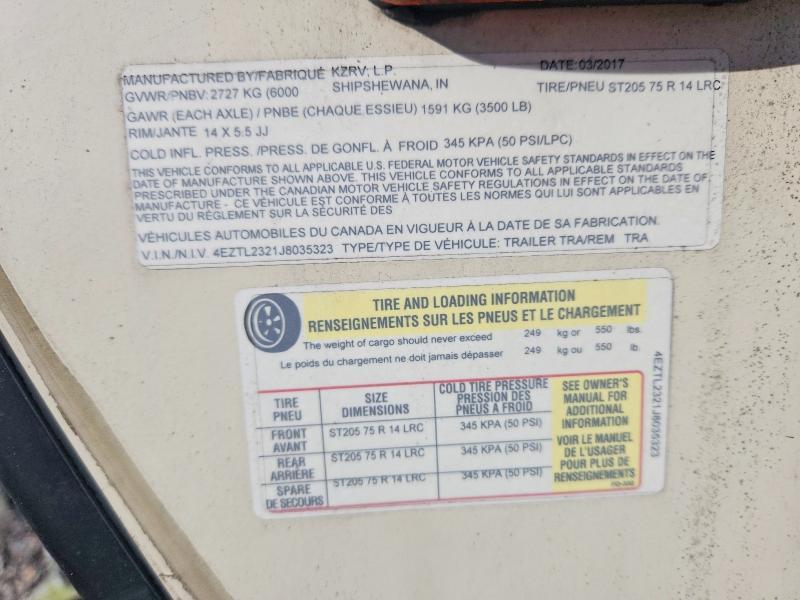 MANUFACTURED BY/FABRIQUÉ KZRV, L.P. DATE: 03/2017
GVWR/PNBV: 2727 KG (6000 SHIPSHEWANA, IN TIRE/PNEU ST205 75 R 14 LRC
GAWR (EACH AXLE) / PNBE (CHAQUE ESSIEU) 1591 KG (3500 LB)
RIM/JANTE 14 X 5.5 JJ
COLD INFL. PRESS. /PRESS. DE GONFL. À FROID 345 KPA (50 PSI/LPC)
THIS VEHICLE CONFORMS TO ALL APPLICABLE U.S. FEDERAL MOTOR VEHICLE SAFETY STANDARDS IN EFFECT ON THE
DATE OF MANUFACTURE SHOWN ABOVE. THIS VEHICLE CONFORMS TO ALL APPLICABLE STANDARDS
PRESCRIBED UNDER THE CANADIAN MOTOR VEHICLE SAFETY REGULATIONS IN EFFECT ON THE DATE OF
MANUFACTURE - CE VÉHICULE EST CONFORME À TOUTES LES NORMES QUI LUI SONT APPLICABLES EN
VERTU DU RÈGLEMENT SUR LA SÉCURITÉ DES
VÉHICULES AUTOMOBILES DU CANADA EN VIGUEUR À LA DATE DE SA FABRICATION.
V.I.N./N.I.V. 4EZTL2321J8035323 TYPE/TYPE DE VÉHICULE: TRAILER TRA/REM TRA
TIRE AND LOADING INFORMATION
RENSEIGNEMENTS SUR LES PNEUS ET LE CHARGEMENT
The weight of cargo should never exceed 249 kg or 550 lbs.
Le poids du chargement ne doit jamais dépasser 249 kg ou 550 lb.
TIRE
PNEU
SIZE
DIMENSIONS
COLD TIRE PRESSURE
PRESSION DES
PNEUS A FROID
FRONT
AVANT
ST205 75 R 14 LRC
345 KPA (50 PSI)
REAR
ARRIÈRE
ST205 75 R 14 LRC
345 KPA (50 PSI)
SPARE
DE SECOURS
ST205 75 R 14 LRC
345 KPA (50 PSI)
SEE OWNER'S
MANUAL FOR
ADDITIONAL
INFORMATION
VOIR LE MANUEL
DE L'USAGER
POUR PLUS DE
RENSEIGNEMENTS
4EZTL2321J8035323